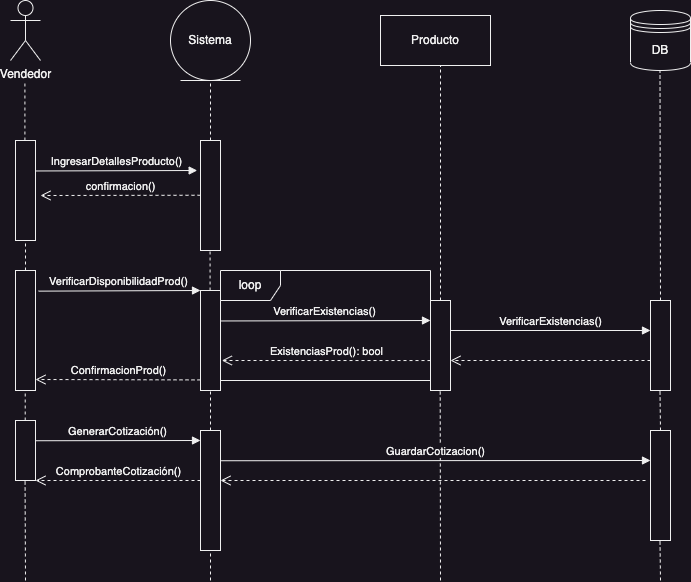 Sistema
Producto
DB
Vendedor
IngresarDetallesProducto()
confirmacion()
VerificarDisponibilidadProd()
loop
VerificarExistencias()
VerificarExistencias()
ExistenciasProd(): bool
ConfirmacionProd()
GenerarCotización()
GuardarCotizacion()
ComprobanteCotización()